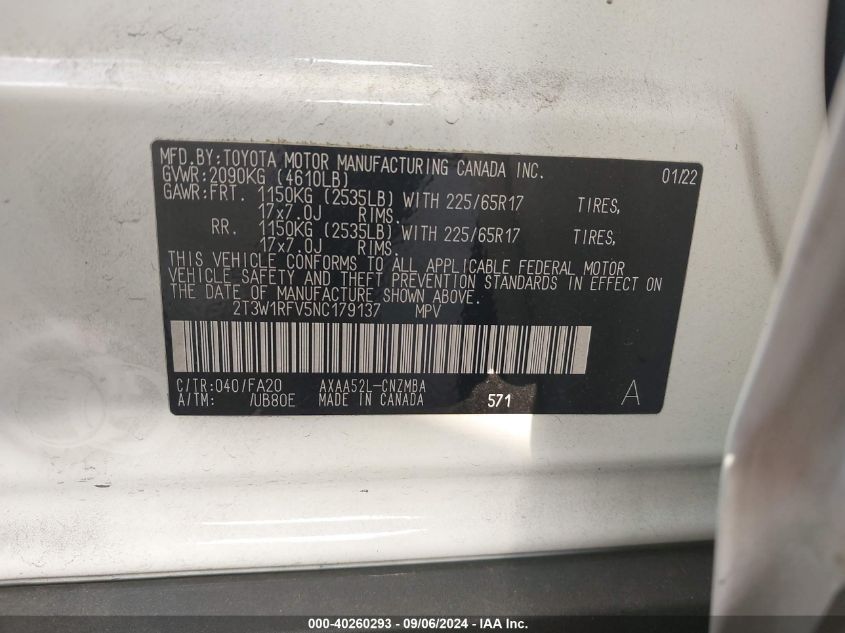 MFD.BY:TOYOTA MOTOR MANUFACTURING CANADA INC. 01/22
GVWR:2090KG (4610LB)
GAWR:FRT. 1150KG (2535LB) WITH 225/65R17 TIRES,
17x7.0J RIMS.
RR. 1150KG (2535LB) WITH 225/65R17 TIRES,
17x7.0J RIMS.
THIS VEHICLE CONFORMS TO ALL APPLICABLE FEDERAL MOTOR
VEHICLE SAFETY AND THEFT PREVENTION STANDARDS IN EFFECT ON
THE DATE OF MANUFACTURE SHOWN ABOVE.
2T3W1RFV5NC179137 MPV
C/TR:040/FA20 AXAA52L-CNZMBA
A/TM: /UB80E MADE IN CANADA 571 A
000-40260293 - 09/06/2024 - IAA Inc.